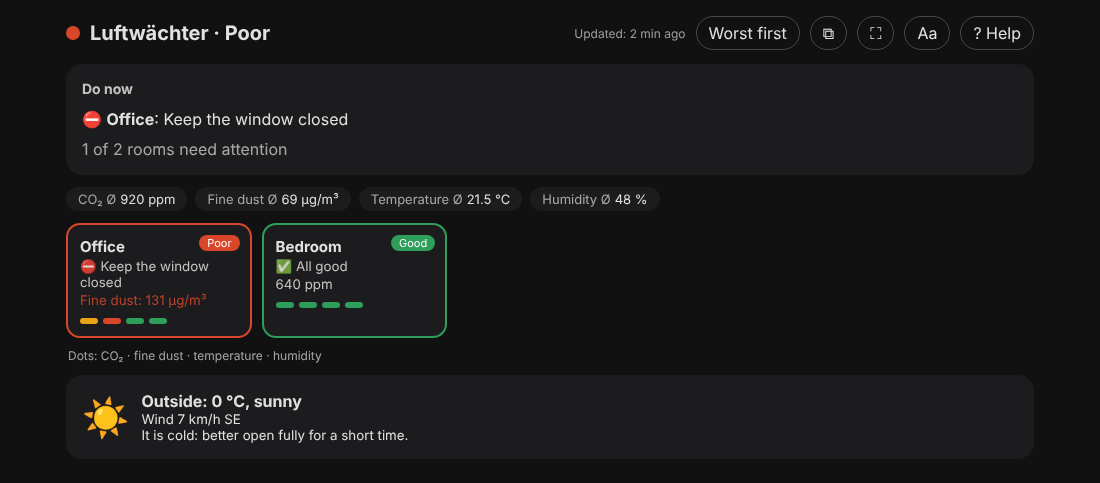 Luftwächter · Poor
Updated: 2 min ago
Worst first
Aa
? Help
Do now
⛔ Office: Keep the window closed
1 of 2 rooms need attention
CO₂ Ø 920 ppm
Fine dust Ø 69 µg/m³
Temperature Ø 21.5 °C
Humidity Ø 48 %
Office
Poor
⛔ Keep the window
closed
Fine dust: 131 µg/m³
Bedroom
Good
✅ All good
640 ppm
Dots: CO₂ · fine dust · temperature · humidity
Outside: 0 °C, sunny
Wind 7 km/h SE
It is cold: better open fully for a short time.